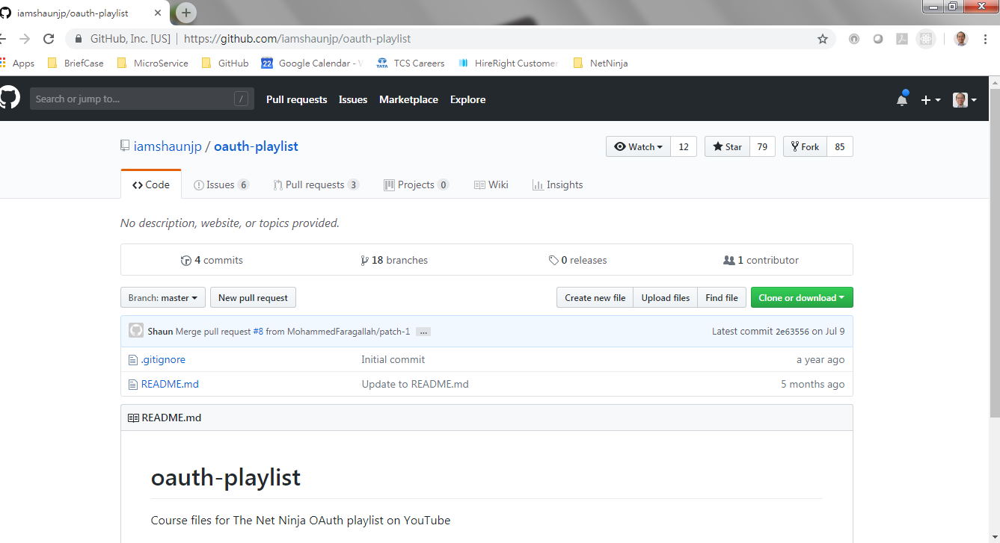 iamshaunjp/oauth-playlist
GitHub, Inc. [US] | https://github.com/iamshaunjp/oauth-playlist
Apps BriefCase MicroService GitHub 22 Google Calendar - TATA TCS Careers HireRight Customer NetNinja
Search or jump to... / Pull requests Issues Marketplace Explore
iamshaunjp / oauth-playlist Watch 12 Star 79 Fork 85
Code Issues 6 Pull requests 3 Projects 0 Wiki Insights
No description, website, or topics provided.
4 commits 18 branches 0 releases 1 contributor
Branch: master New pull request Create new file Upload files Find file Clone or download
Shaun Merge pull request #8 from MohammedFaragallah/patch-1 ... Latest commit 2e63556 on Jul 9
.gitignore Initial commit a year ago
README.md Update to README.md 5 months ago
README.md
oauth-playlist
Course files for The Net Ninja OAuth playlist on YouTube